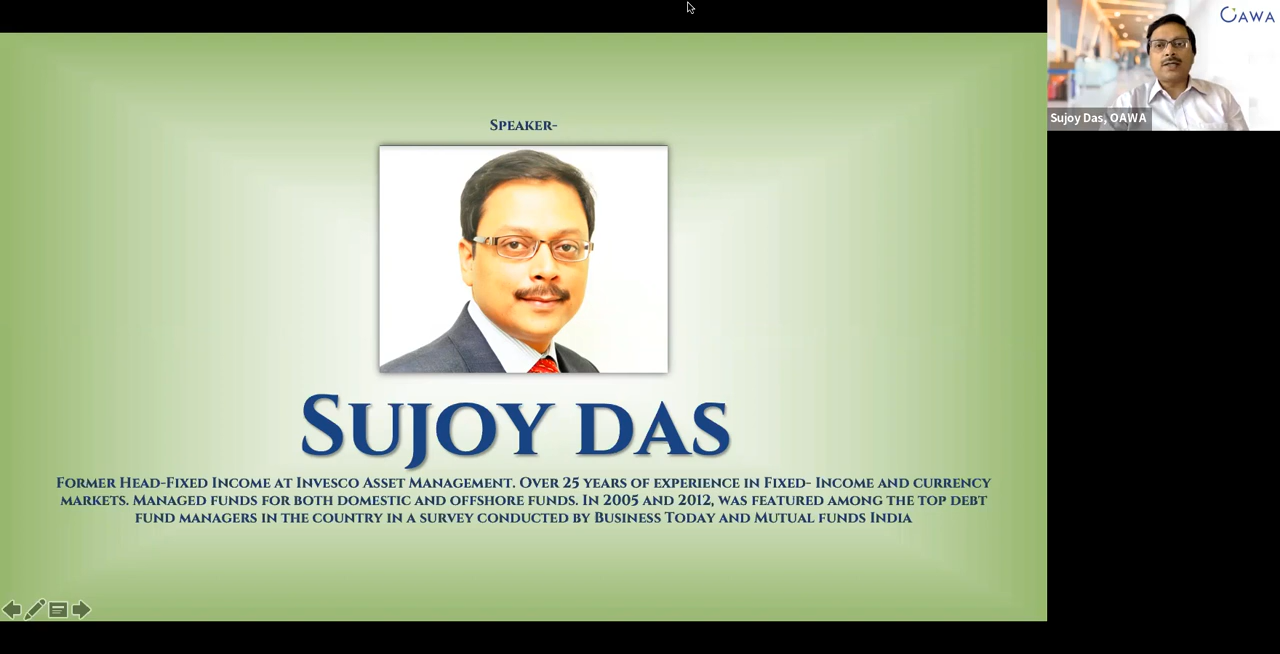 OAWA
Sujoy Das, OAWA
Speaker-
Sujoy das
Former Head-Fixed Income at Invesco Asset Management. Over 25 years of experience in Fixed- Income and currency
markets. Managed funds for both domestic and offshore funds. In 2005 and 2012, was featured among the top debt
fund managers in the country in a survey conducted by Business Today and Mutual funds India